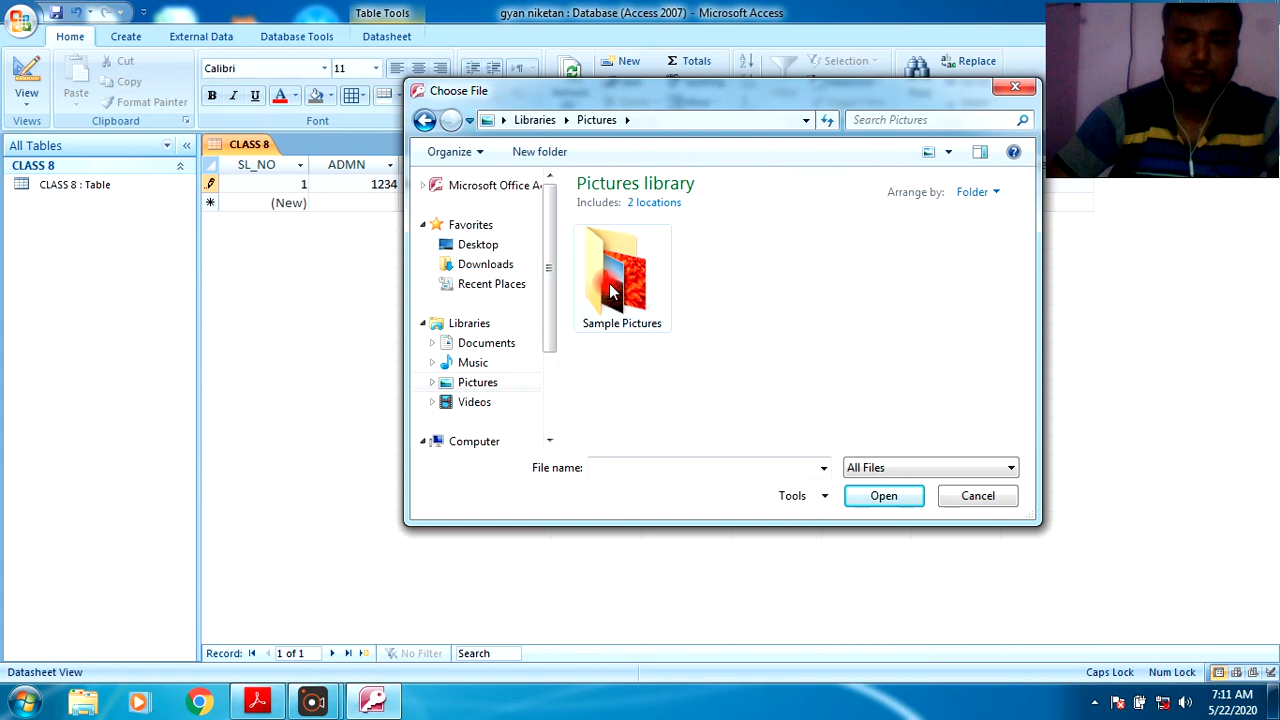 Table Tools
gyan niketan : Database (Access 2007) - Microsoft Access
Home Create External Data Database Tools Datasheet
View
Views
Paste
Cut
Copy
Format Painter
Clipboard
Calibri 11
B I U A
Font
New
Σ Totals
Selection
Replace
All Tables
CLASS 8
CLASS 8 : Table
CLASS 8
SL_NO ADMN
1 1234
(New)
Choose File
Libraries Pictures
Search Pictures
Organize New folder
Microsoft Office A
Favorites
Desktop
Downloads
Recent Places
Libraries
Documents
Music
Pictures
Videos
Computer
Pictures library
Includes: 2 locations
Arrange by: Folder
Sample Pictures
File name:
All Files
Tools
Open
Cancel
Record: 1 of 1 No Filter Search
Datasheet View
Caps Lock Num Lock
7:11 AM
5/22/2020